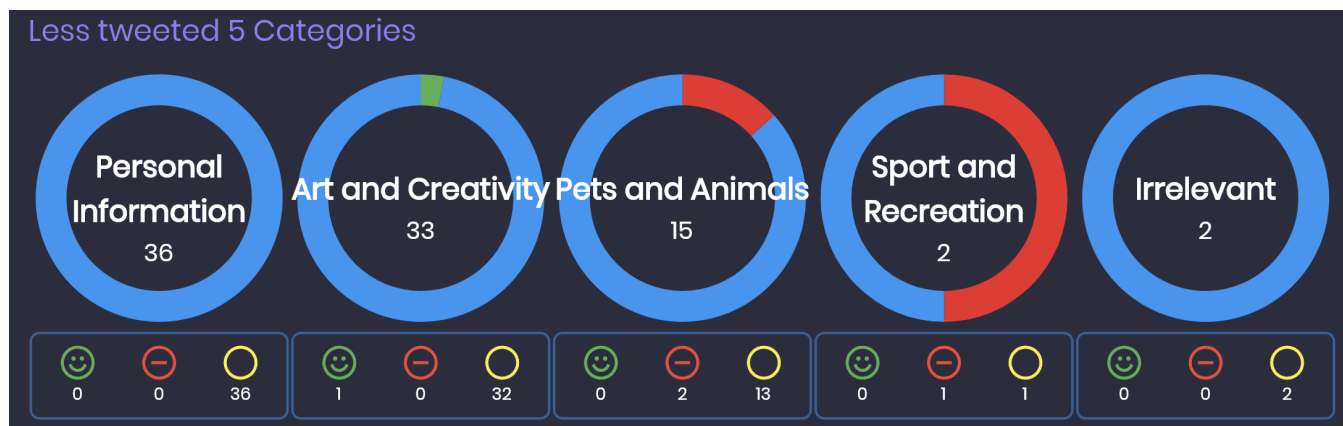 Less tweeted 5 Categories
Personal
Information
36
Art and Creativity
33
Pets and Animals
15
Sport and
Recreation
2
Irrelevant
2
0 0 36
1 0 32
0 2 13
0 1 1
0 0 2